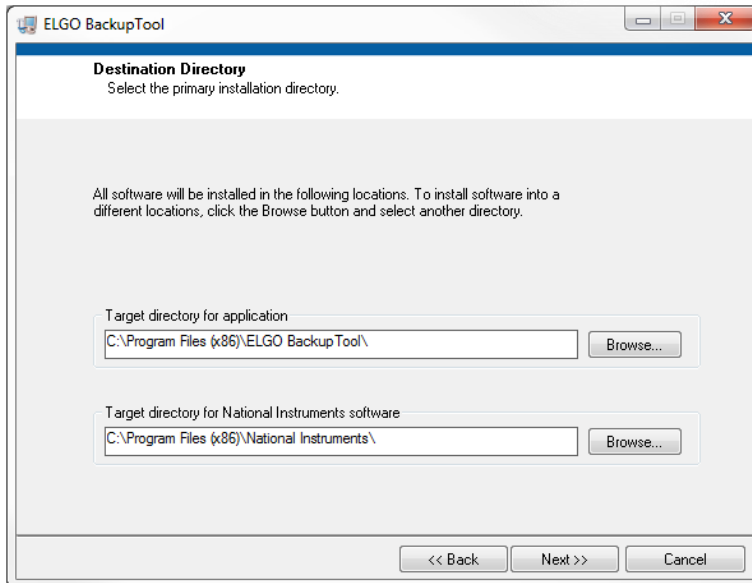 ELGO BackupTool
Destination Directory
Select the primary installation directory.
All software will be installed in the following locations. To install software into a
different locations, click the Browse button and select another directory.
Target directory for application
C:\Program Files (x86)\ELGO BackupTool\
Browse...
Target directory for National Instruments software
C:\Program Files (x86)\National Instruments\
Browse...
<< Back
Next >>
Cancel